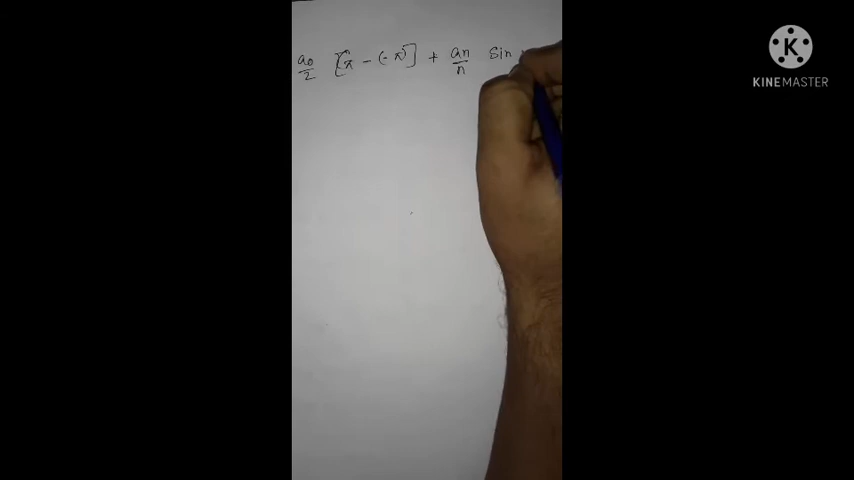 a₀/2 [π - (-π)] + aₙ/n Sin
K
KINEMASTER